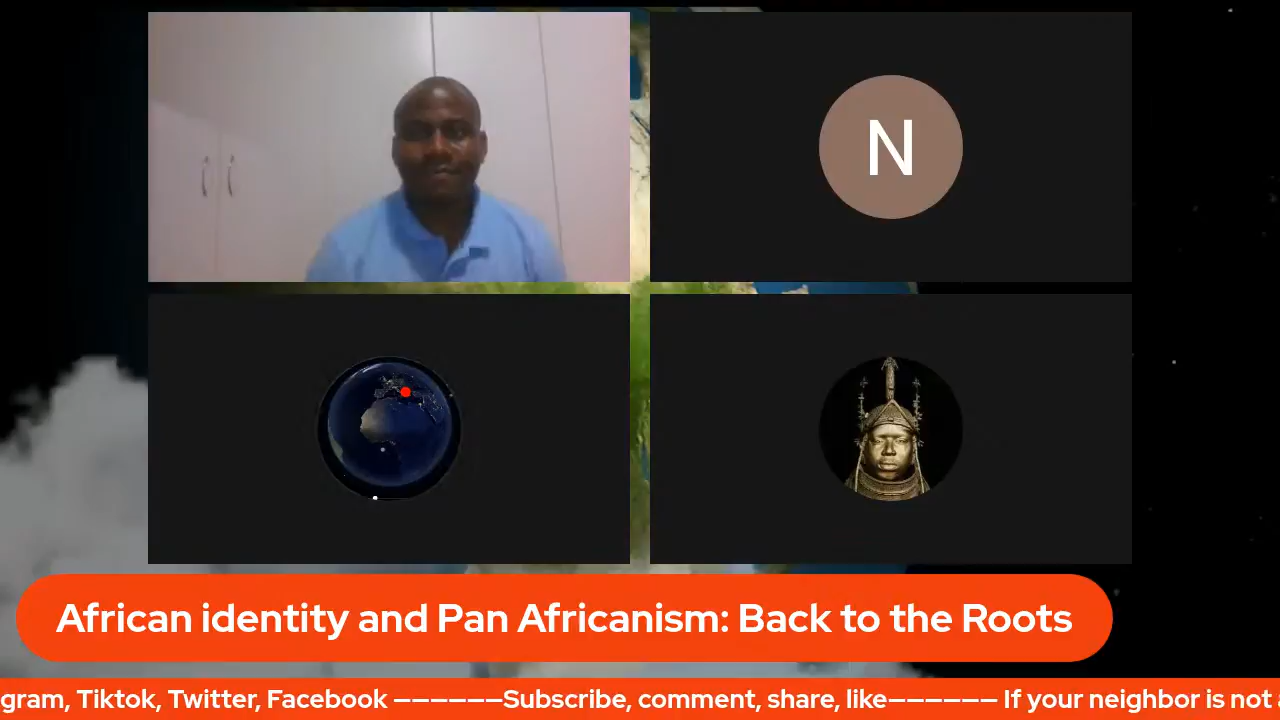 N
African identity and Pan Africanism: Back to the Roots
gram, Tiktok, Twitter, Facebook ––––––Subscribe, comment, share, like–––––– If your neighbor is not